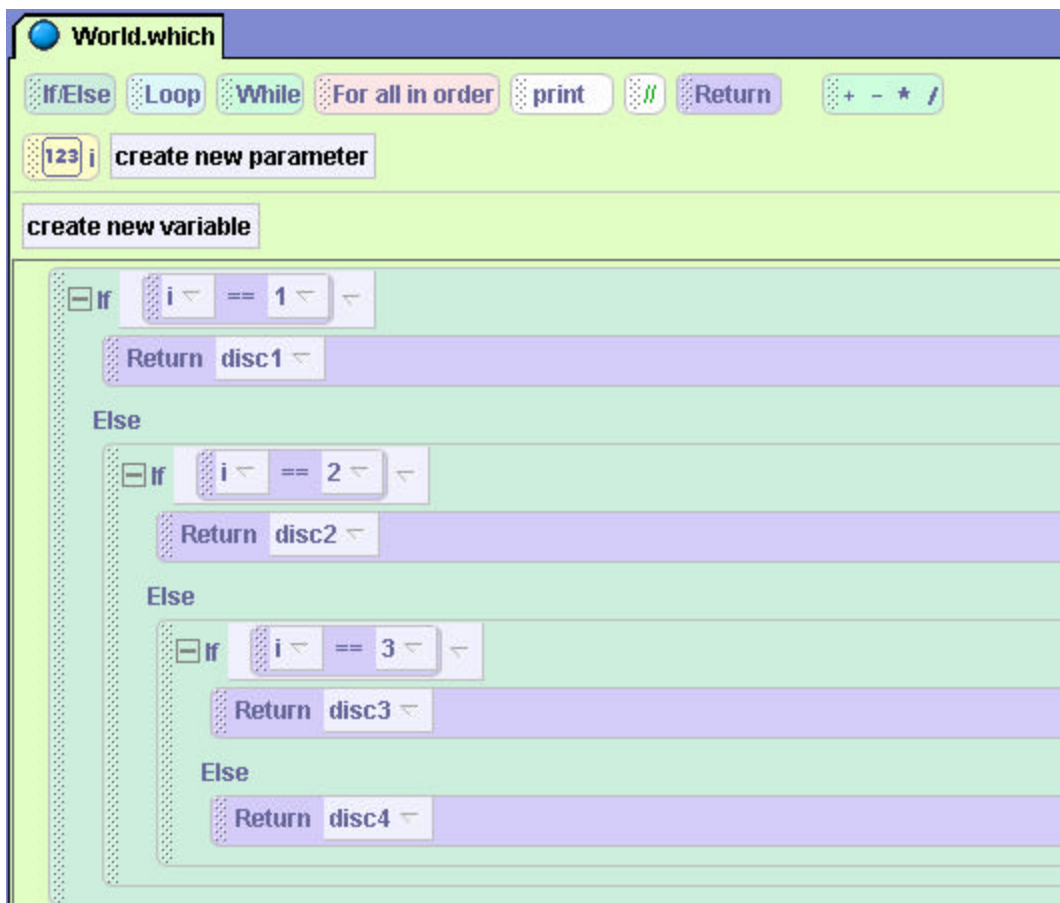 World.which
If/Else Loop While For all in order print // Return + - * /
123 i create new parameter
create new variable
If i == 1
Return disc1
Else
If i == 2
Return disc2
Else
If i == 3
Return disc3
Else
Return disc4